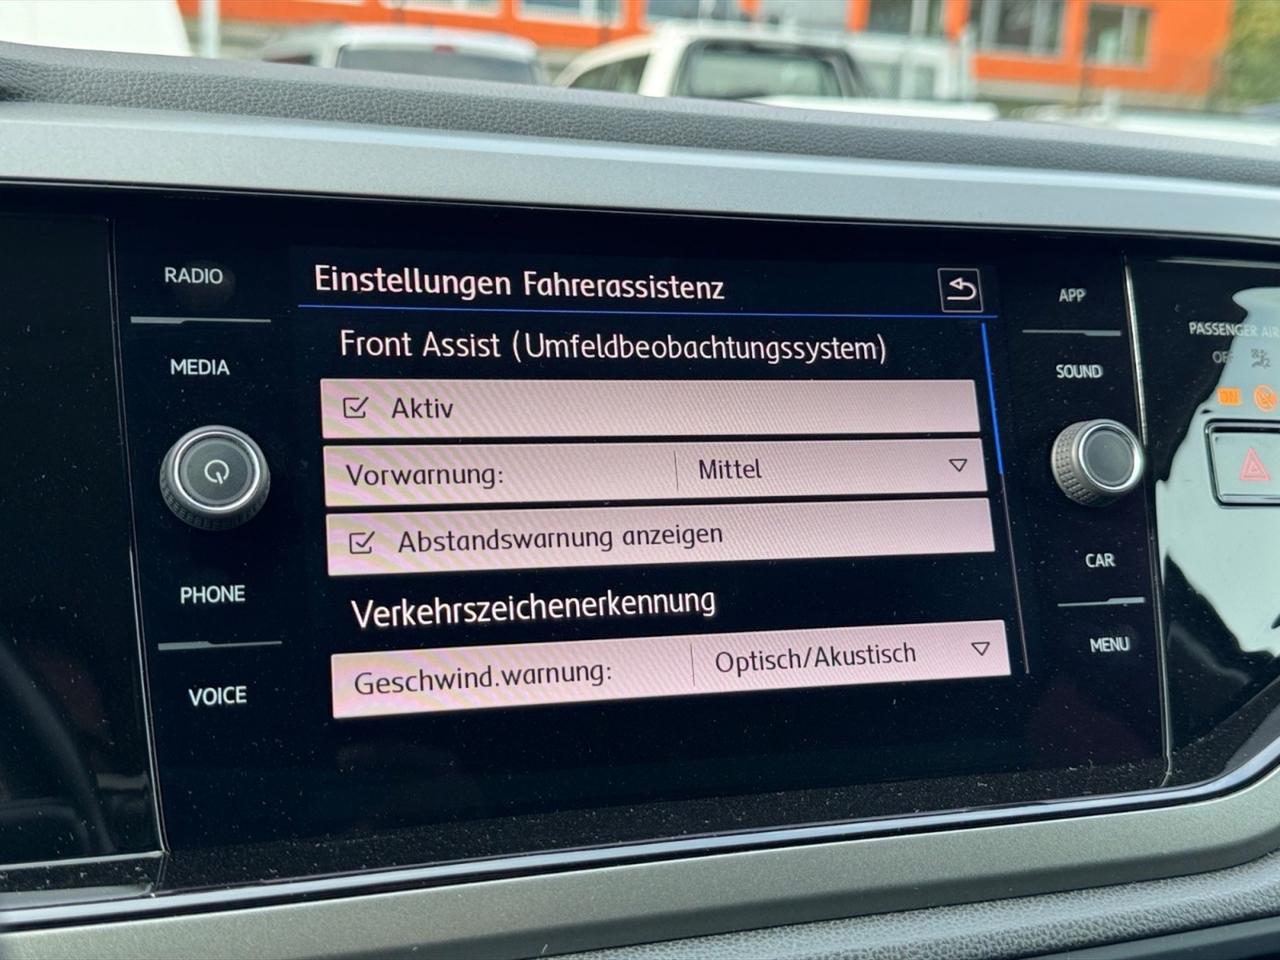 RADIO
MEDIA
PHONE
VOICE
Einstellungen Fahrerassistenz
Front Assist (Umfeldbeobachtungssystem)
Aktiv
Vorwarnung: Mittel
Abstandswarnung anzeigen
Verkehrszeichenerkennung
Geschwind.warnung: Optisch/Akustisch
APP
SOUND
CAR
MENU
PASSENGER
ON